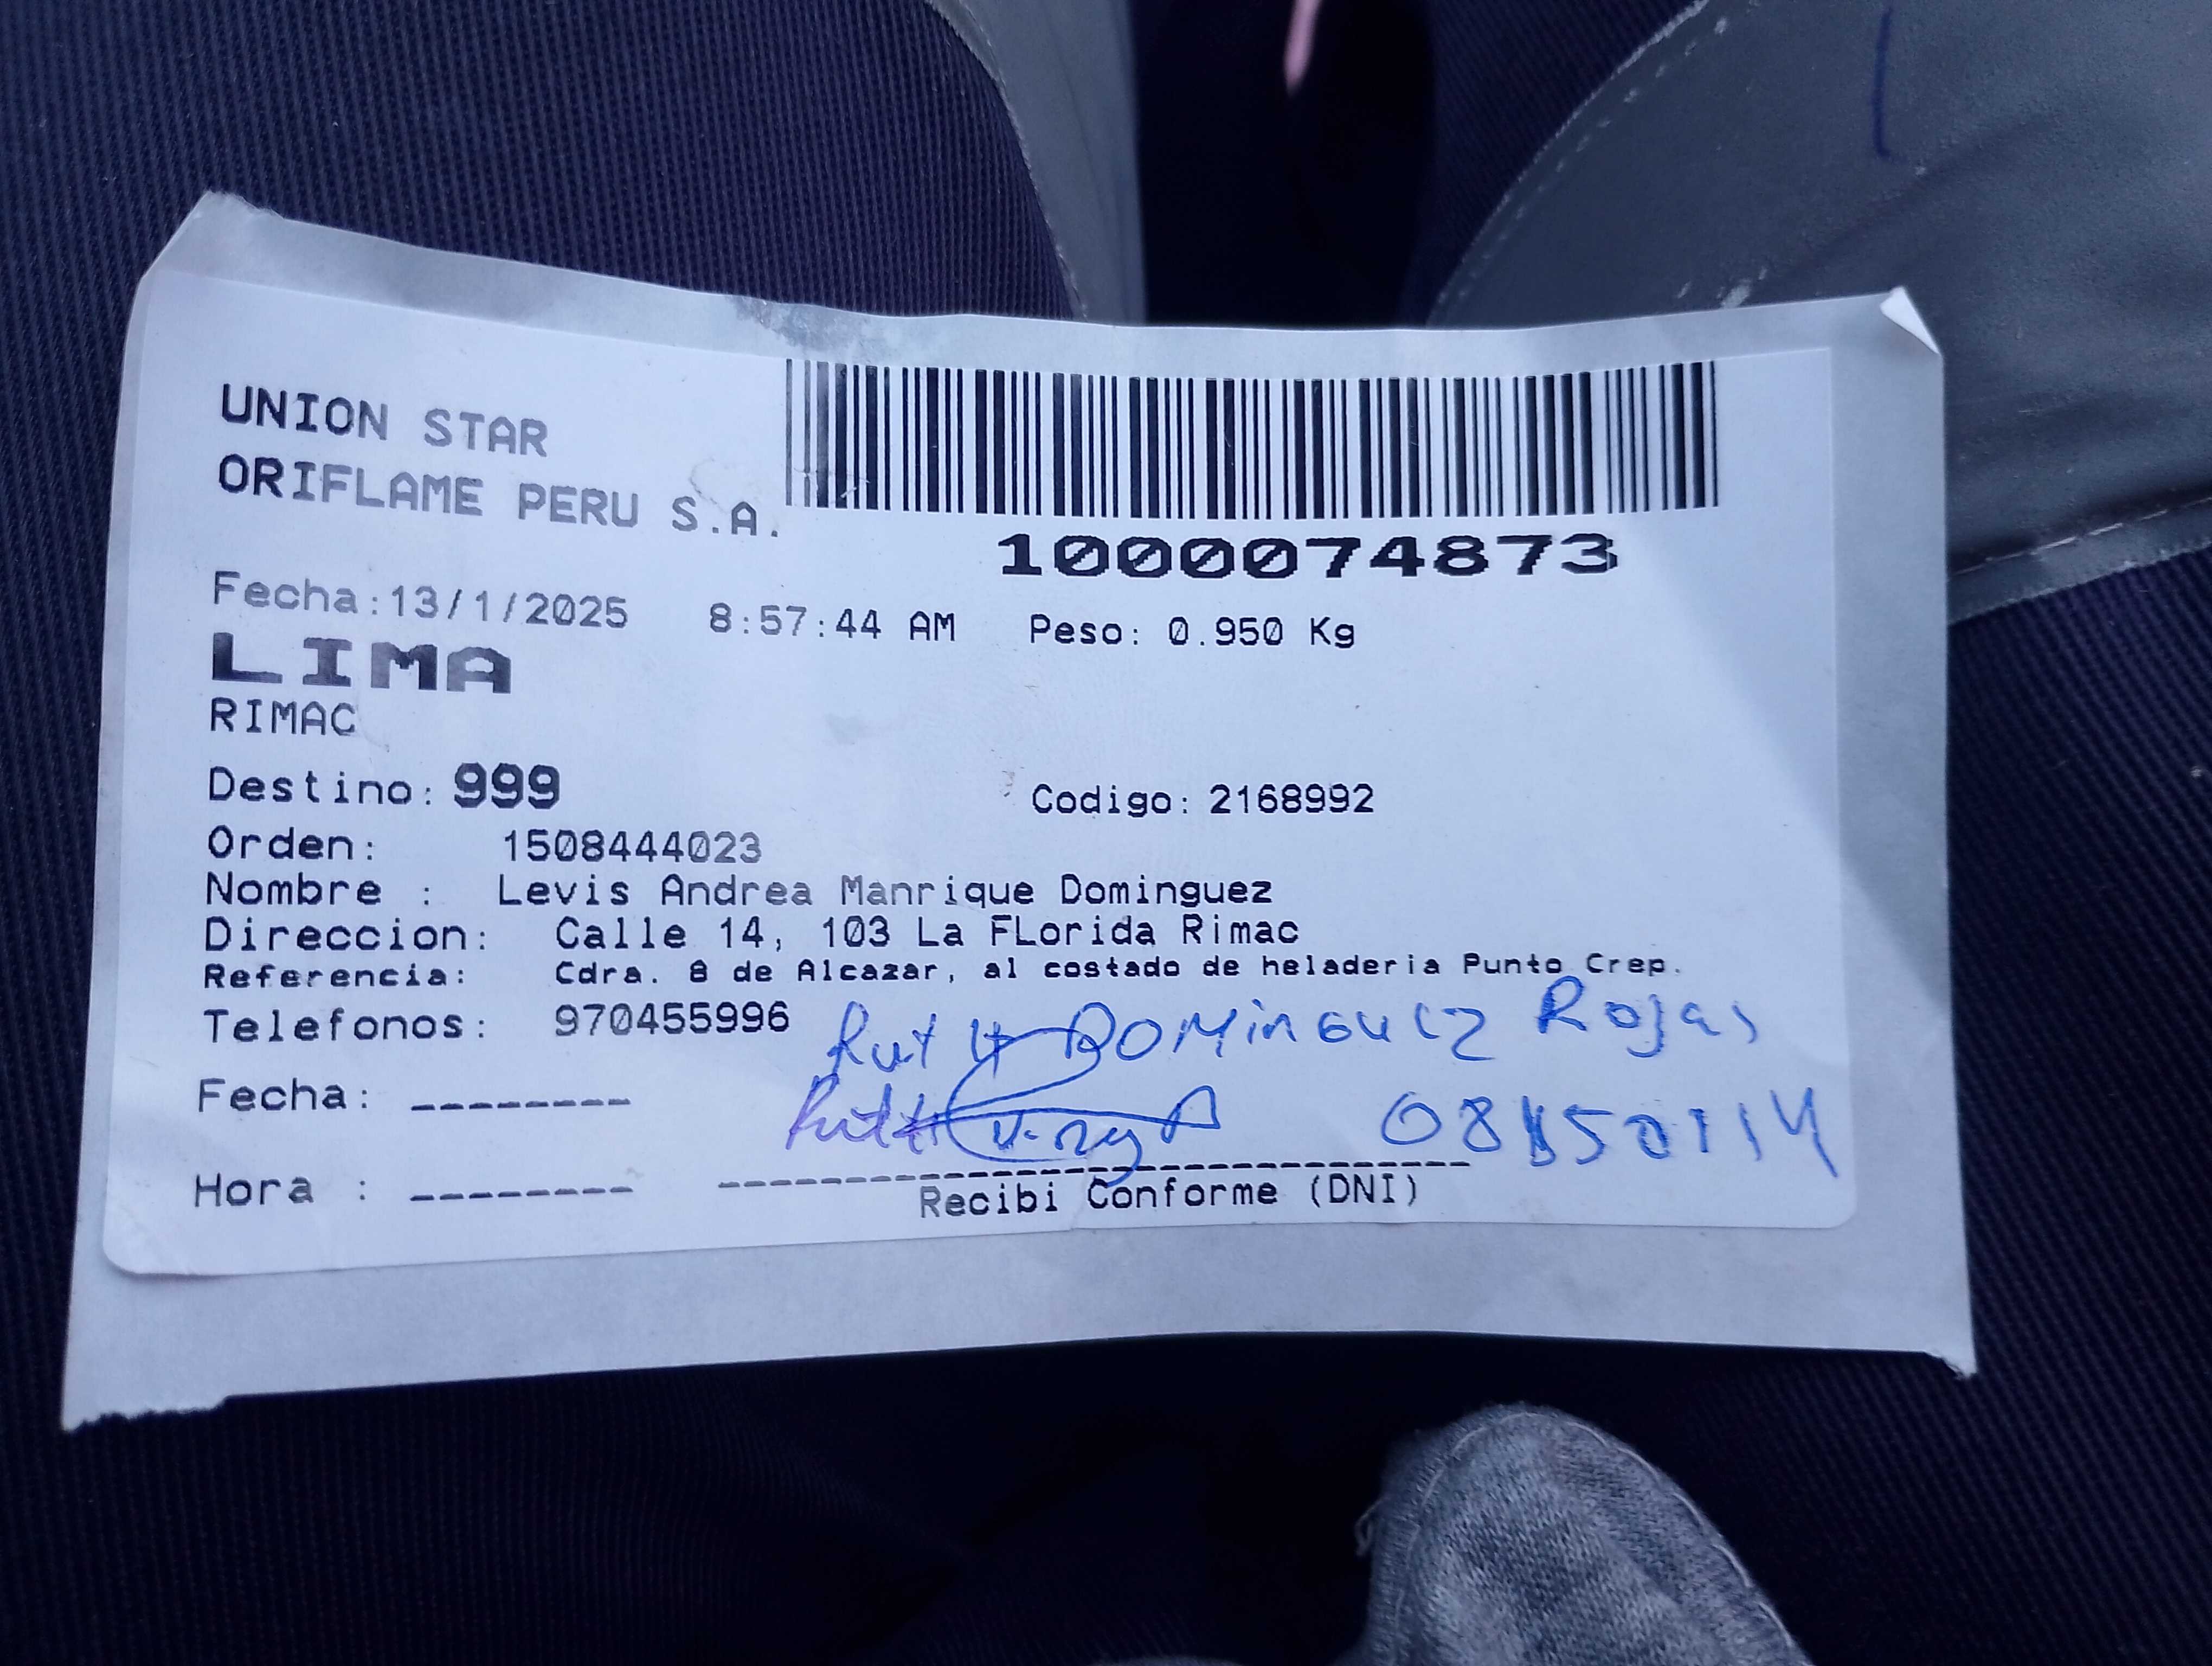 UNION STAR
ORIFLAME PERU S.A.
1000074873
Fecha:13/1/2025 8:57:44 AM Peso: 0.950 Kg
LIMA
RIMAC
Destino: 999 Codigo: 2168992
Orden: 1508444023
Nombre : Levis Andrea Manrique Dominguez
Direccion: Calle 14, 103 La FLorida Rimac
Referencia: Cdra. 8 de Alcazar, al costado de heladeria Punto Crep.
Telefonos: 970455996
Ruth Dominguez Rojas
Fecha: --------
Hora : --------
Recibi Conforme (DNI)